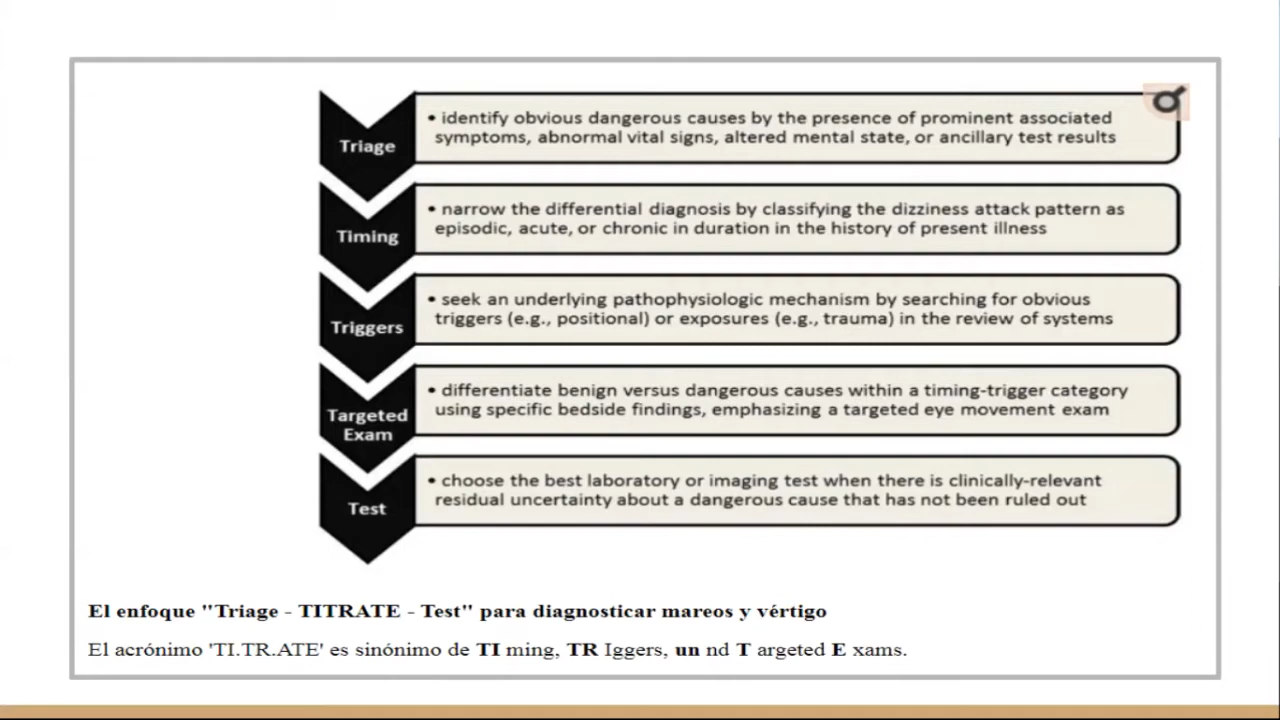 Triage
• identify obvious dangerous causes by the presence of prominent associated
symptoms, abnormal vital signs, altered mental state, or ancillary test results
Timing
• narrow the differential diagnosis by classifying the dizziness attack pattern as
episodic, acute, or chronic in duration in the history of present illness
Triggers
• seek an underlying pathophysiologic mechanism by searching for obvious
triggers (e.g., positional) or exposures (e.g., trauma) in the review of systems
Targeted
Exam
• differentiate benign versus dangerous causes within a timing-trigger category
using specific bedside findings, emphasizing a targeted eye movement exam
Test
• choose the best laboratory or imaging test when there is clinically-relevant
residual uncertainty about a dangerous cause that has not been ruled out
El enfoque "Triage - TITRATE - Test" para diagnosticar mareos y vértigo
El acrónimo 'TI.TR.ATE' es sinónimo de TI ming, TR Iggers, un nd T argeted E xams.